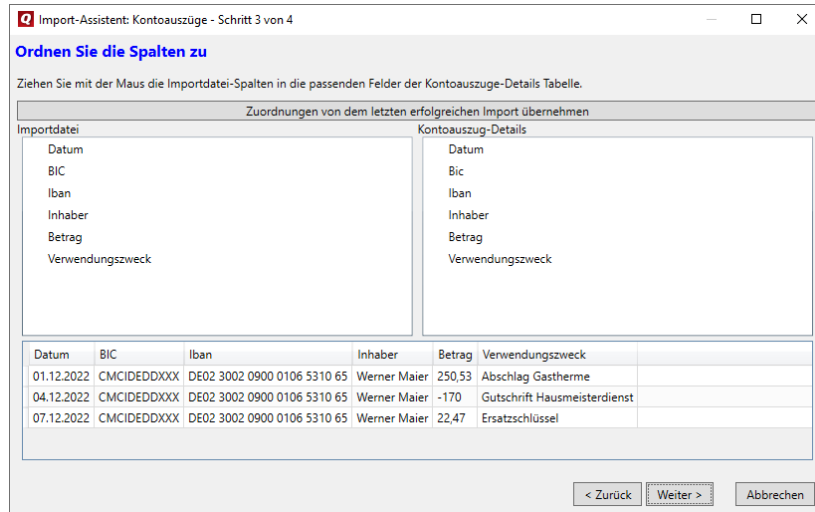 Import-Assistent: Kontoauszüge - Schritt 3 von 4
Ordnen Sie die Spalten zu
Ziehen Sie mit der Maus die Importdatei-Spalten in die passenden Felder der Kontoauszuge-Details Tabelle.
Zuordnungen von dem letzten erfolgreichen Import übernehmen
Importdatei
Datum
BIC
Iban
Inhaber
Betrag
Verwendungszweck
Kontoauszug-Details
Datum
Bic
Iban
Inhaber
Betrag
Verwendungszweck
Datum BIC Iban Inhaber Betrag Verwendungszweck
01.12.2022 CMCIDEDDXXX DE02 3002 0900 0106 5310 65 Werner Maier 250,53 Abschlag Gastherme
04.12.2022 CMCIDEDDXXX DE02 3002 0900 0106 5310 65 Werner Maier -170 Gutschrift Hausmeisterdienst
07.12.2022 CMCIDEDDXXX DE02 3002 0900 0106 5310 65 Werner Maier 22,47 Ersatzschlüssel
< Zurück Weiter > Abbrechen